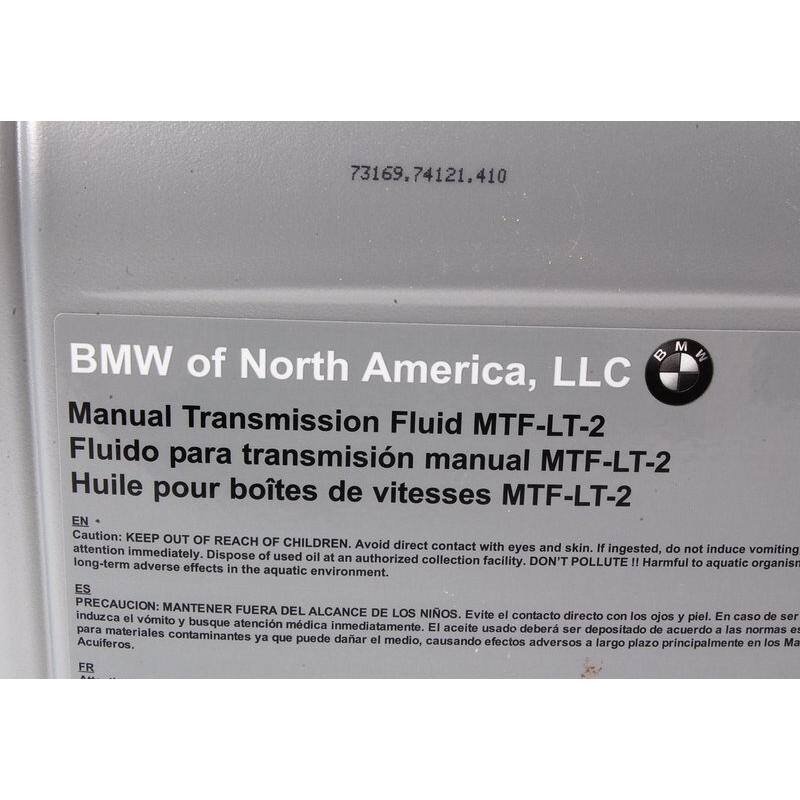 73169.74121.410
BMW of North America, LLC
BMW
Manual Transmission Fluid MTF-LT-2
Fluido para transmisión manual MTF-LT-2
Huile pour boîtes de vitesses MTF-LT-2
EN
Caution: KEEP OUT OF REACH OF CHILDREN. Avoid direct contact with eyes and skin. If ingested, do not induce vomiting
attention immediately. Dispose of used oil at an authorized collection facility. DON'T POLLUTE !! Harmful to aquatic organism
long-term adverse effects in the aquatic environment.
ES
PRECAUCION: MANTENER FUERA DEL ALCANCE DE LOS NIÑOS. Evite el contacto directo con los ojos y piel. En caso de ser
induzca el vómito y busque atención médica inmediatamente. El aceite usado deberá ser depositado de acuerdo a las normas es
para materiales contaminantes ya que puede dañar el medio, causando efectos adversos a largo plazo principalmente en los Ma
Acuíferos.
FR